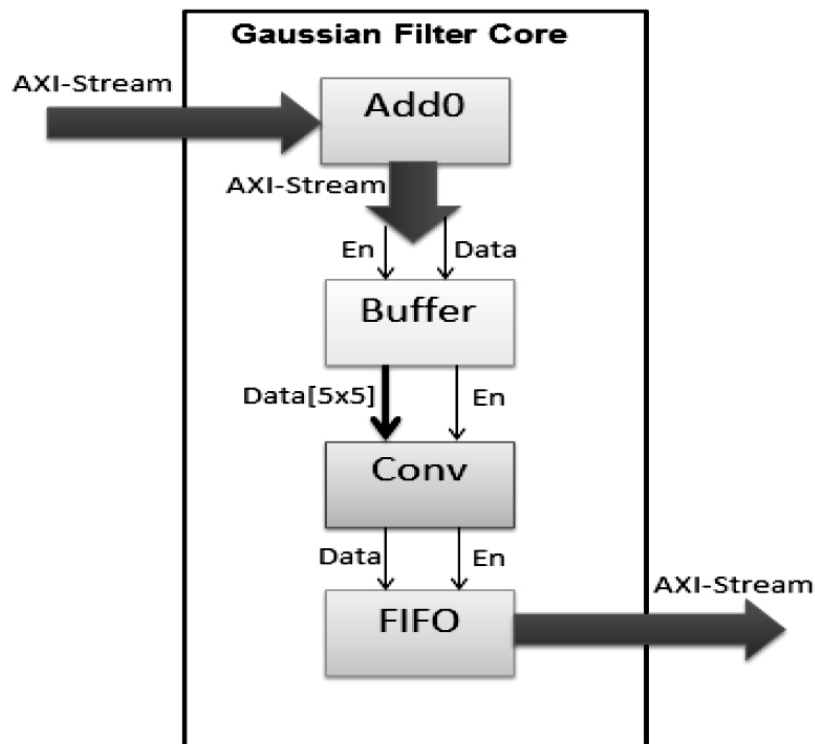 Gaussian Filter Core
AXI-Stream
Add0
AXI-Stream
En
Data
Buffer
Data[5x5]
En
Conv
Data
En
FIFO
AXI-Stream